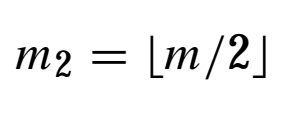 m₂ = ⌊m/2⌋